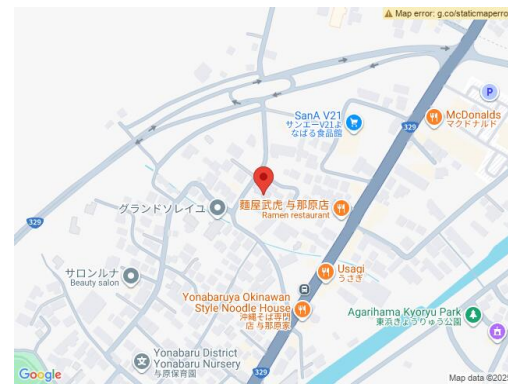 Map error: g.co/staticmaperro
SanA V21
サンエーV21よ
なばる食品館
P
McDonalds
マクドナルド
329
329
麺屋武虎 与那原店
Ramen restaurant
グランドソレイユ
329
サロンルナ
Beauty salon
Usagi
うさぎ
Yonabaruya Okinawan
Style Noodle House
沖縄そば専門
店 与那原家
Agarihama Kyoryu Park
東浜きょうりゅう公園
Yonabaru District
Yonabaru Nursery
与原保育園
329
Google
Map data ©2025